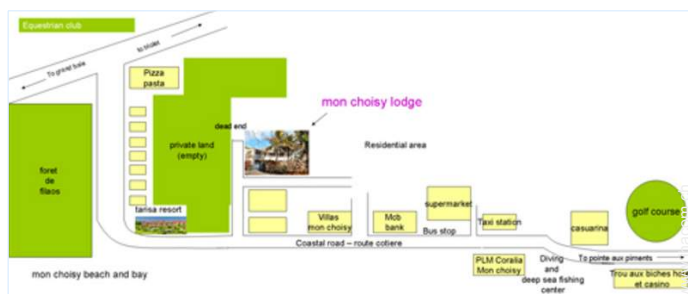 Equestrian club
To grand baie
to triolet
Pizza
pasta
mon choisy lodge
dead end
private land
(empty)
Residential area
foret
de
filaos
tarisa resort
supermarket
golf course
Villas
mon choisy
Mcb
bank
Bus stop
Taxi station
casuarina
Coastal road – route cotiere
mon choisy beach and bay
PLM Coralia
Mon choisy
Diving
and
deep sea fishing
center
To pointe aux piments
Trou aux biches ho
et casino